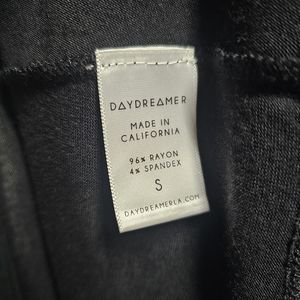 DAYDREAMER
MADE IN
CALIFORNIA
96% RAYON
4% SPANDEX
S
DAYDREAMERLA.COM